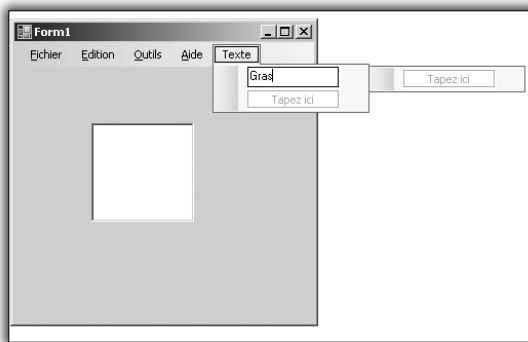 Form1
Fichier Edition Outils Aide Texte
Gras Tapez ici
Tapez ici